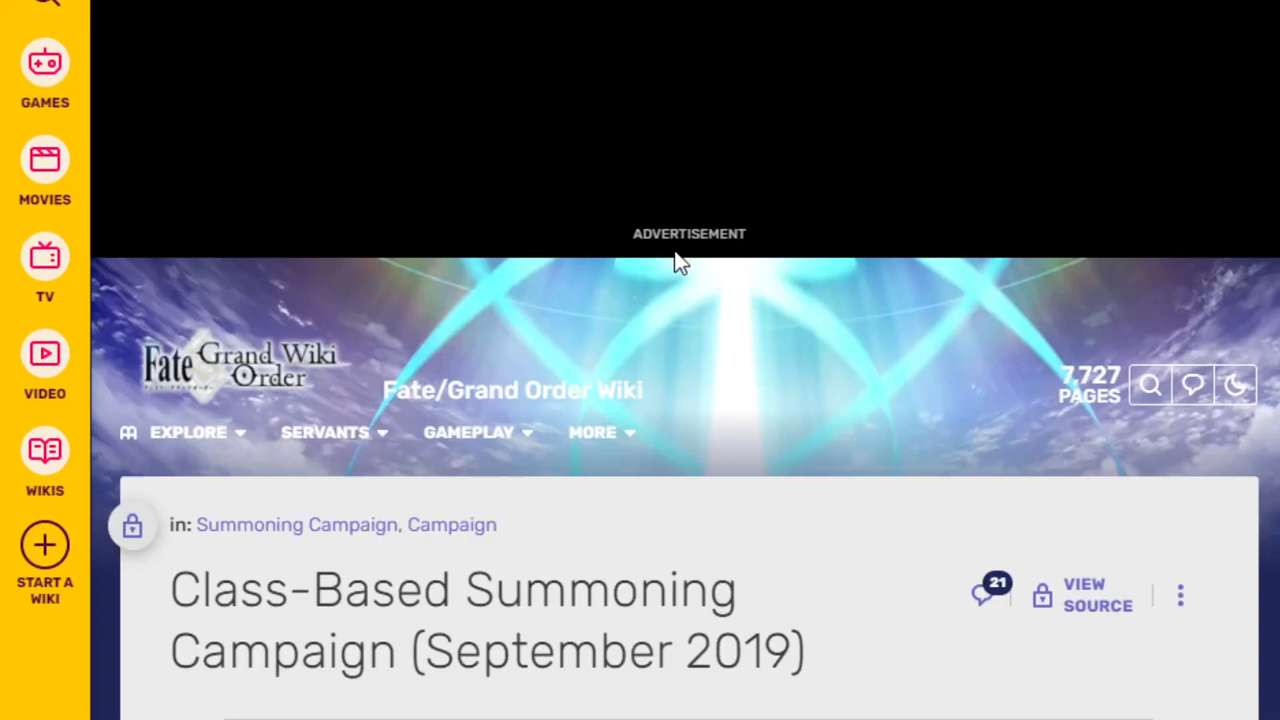 GAMES
MOVIES
TV
VIDEO
WIKIS
START A
WIKI
ADVERTISEMENT
Fate Grand Wiki
Order
Fate/Grand Order Wiki
7,727
PAGES
EXPLORE
SERVANTS
GAMEPLAY
MORE
in: Summoning Campaign, Campaign
Class-Based Summoning
Campaign (September 2019)
21
VIEW
SOURCE